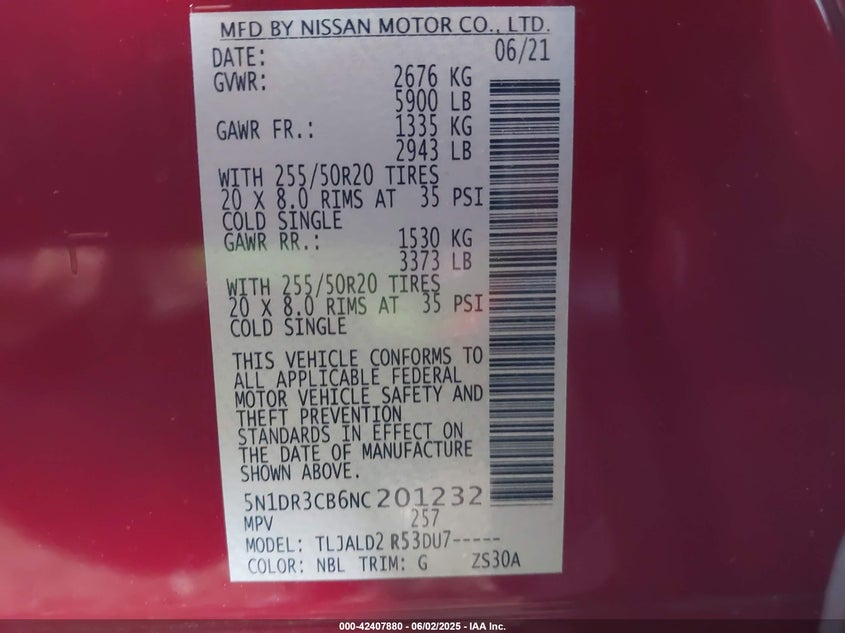 MFD BY NISSAN MOTOR CO., LTD.
DATE: 06/21
GVWR: 2676 KG
5900 LB
GAWR FR.: 1335 KG
2943 LB
WITH 255/50R20 TIRES
20 X 8.0 RIMS AT 35 PSI
COLD SINGLE
GAWR RR.: 1530 KG
3373 LB
WITH 255/50R20 TIRES
20 X 8.0 RIMS AT 35 PSI
COLD SINGLE
THIS VEHICLE CONFORMS TO
ALL APPLICABLE FEDERAL
MOTOR VEHICLE SAFETY AND
THEFT PREVENTION
STANDARDS IN EFFECT ON
THE DATE OF MANUFACTURE
SHOWN ABOVE.
5N1DR3CB6NC201232
MPV 257
MODEL: TLJALD2 R53DU7-----
COLOR: NBL TRIM: G ZS30A
000-42407880 - 06/02/2025 - IAA Inc.